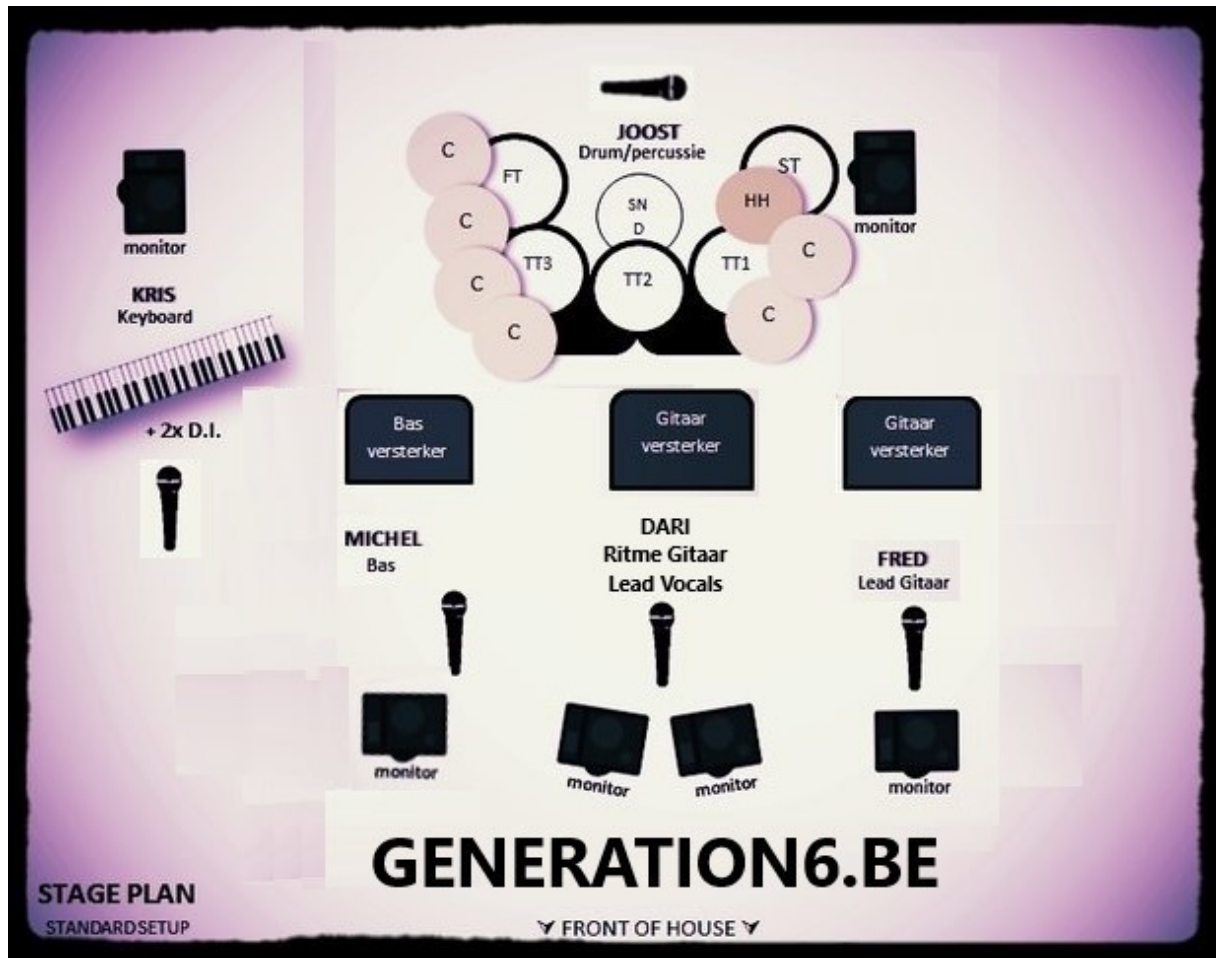 JOOST
Drum/percussie
C
FT
ST
HH
SN
D
C
C
TT3
TT2
TT1
C
C
C
monitor
monitor
KRIS
Keyboard
+ 2x D.I.
Bas
versterker
Gitaar
versterker
Gitaar
versterker
MICHEL
Bas
DARI
Ritme Gitaar
Lead Vocals
FRED
Lead Gitaar
monitor
monitor
monitor
monitor
GENERATION6.BE
STAGE PLAN
STANDARD SETUP
⮛ FRONT OF HOUSE ⮛